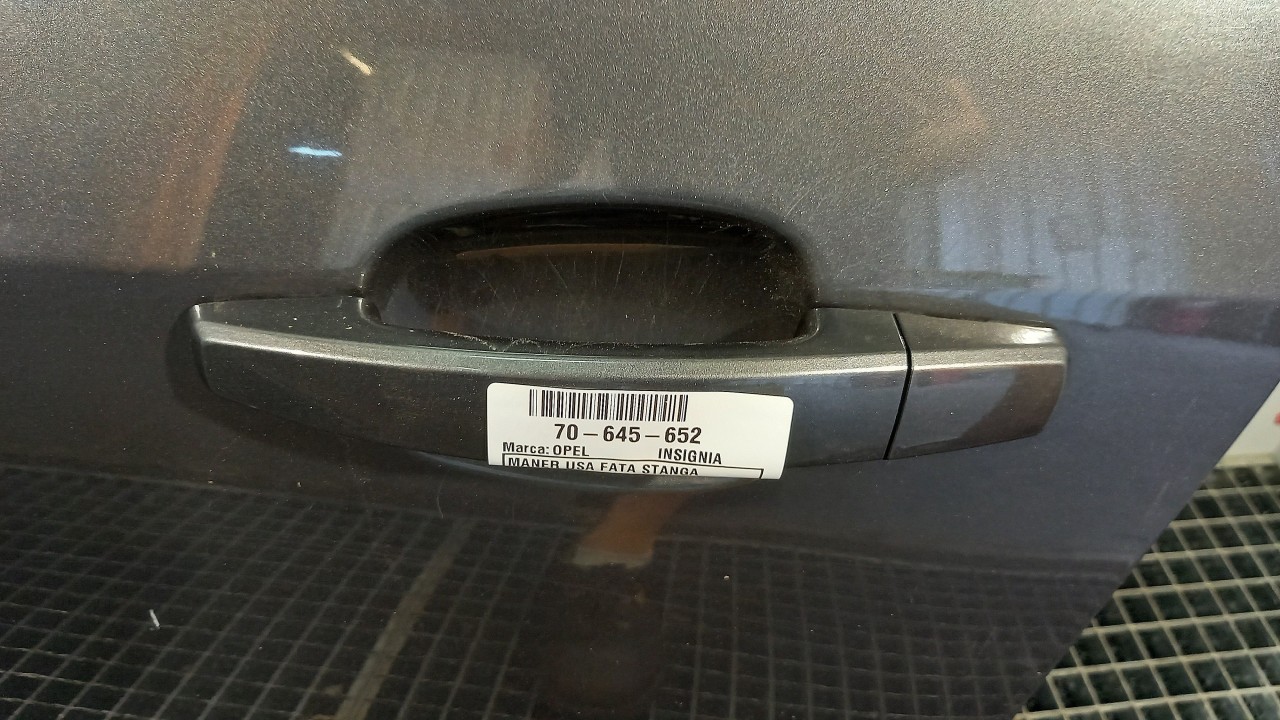 70-645-652
Marca: OPEL INSIGNIA
MANER USA FATA STANGA